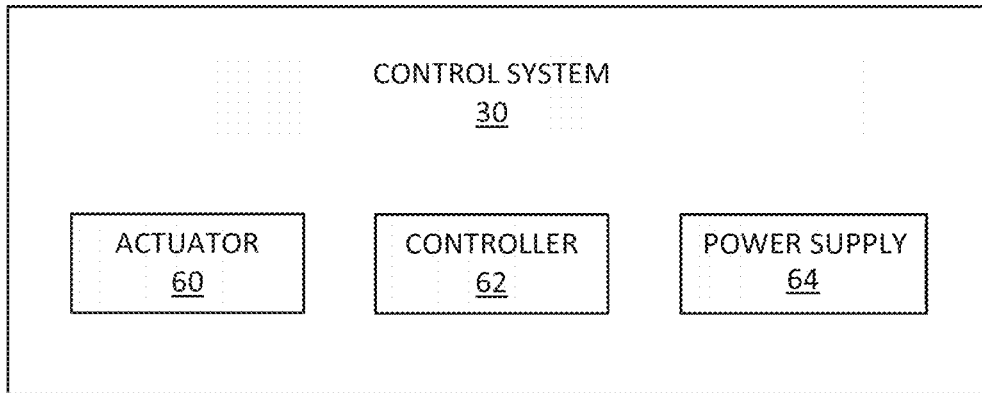 CONTROL SYSTEM
30
ACTUATOR
60
CONTROLLER
62
POWER SUPPLY
64